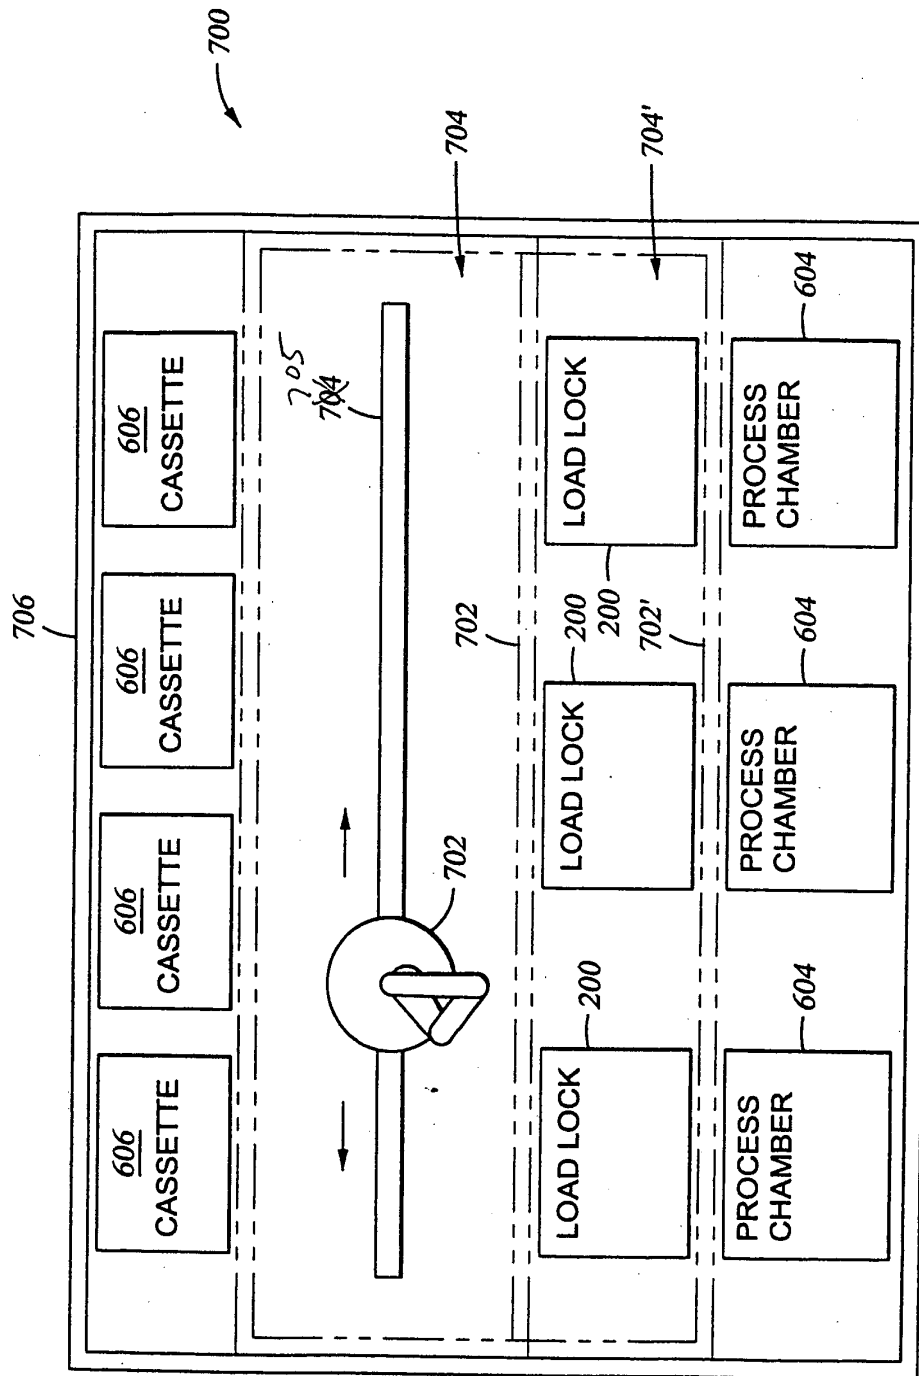 700
706
704
704'
606
CASSETTE
606
CASSETTE
606
CASSETTE
606
CASSETTE
705
704
702
702
702'
LOAD LOCK
200
LOAD LOCK
200
LOAD LOCK
200
PROCESS
CHAMBER
604
PROCESS
CHAMBER
604
PROCESS
CHAMBER
604